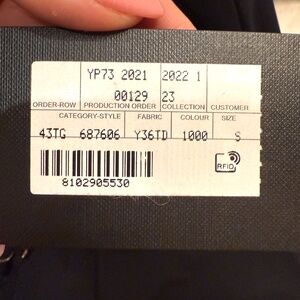 YP73 2021 2022 1
00129 23
ORDER-ROW PRODUCTION ORDER COLLECTION CUSTOMER
CATEGORY-STYLE FABRIC COLOUR SIZE
43TG 687606 Y36TD 1000 S
8102905530
RFID